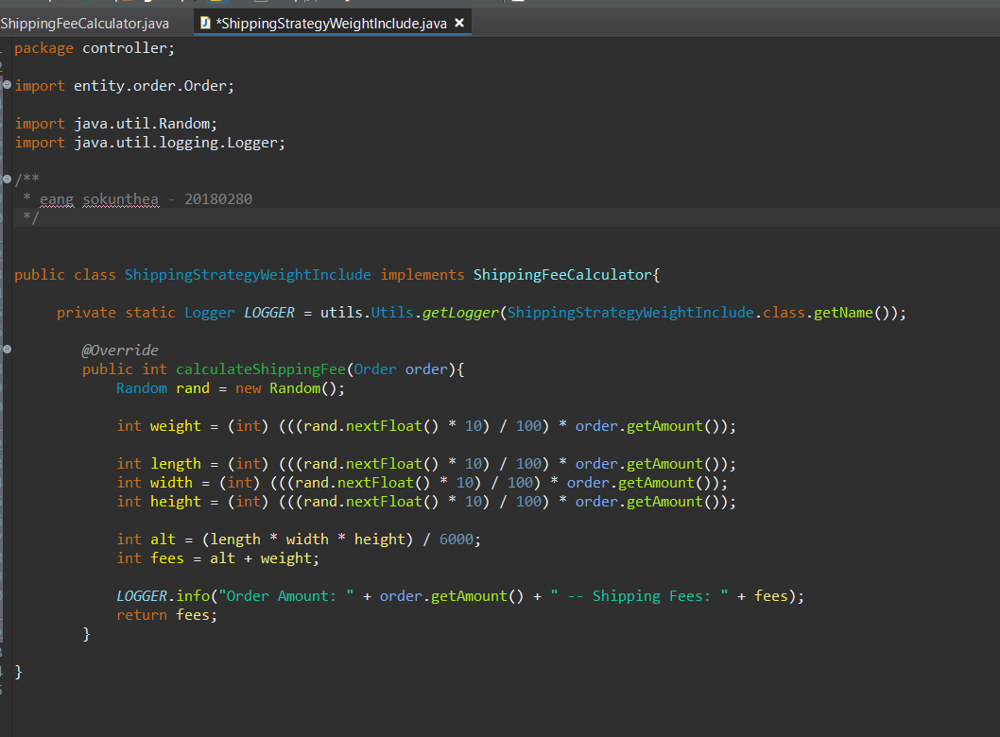 ShippingFeeCalculator.java *ShippingStrategyWeightInclude.java
package controller;
import entity.order.Order;
import java.util.Random;
import java.util.logging.Logger;
/**
* eang sokunthea - 20180280
*/
public class ShippingStrategyWeightInclude implements ShippingFeeCalculator{
private static Logger LOGGER = utils.Utils.getLogger(ShippingStrategyWeightInclude.class.getName());
@Override
public int calculateShippingFee(Order order){
Random rand = new Random();
int weight = (int) (((rand.nextFloat() * 10) / 100) * order.getAmount());
int length = (int) (((rand.nextFloat() * 10) / 100) * order.getAmount());
int width = (int) (((rand.nextFloat() * 10) / 100) * order.getAmount());
int height = (int) (((rand.nextFloat() * 10) / 100) * order.getAmount());
int alt = (length * width * height) / 6000;
int fees = alt + weight;
LOGGER.info("Order Amount: " + order.getAmount() + " -- Shipping Fees: " + fees);
return fees;
}
}